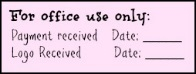 For office use only:
Payment received Date: ______
Logo Received Date: ______